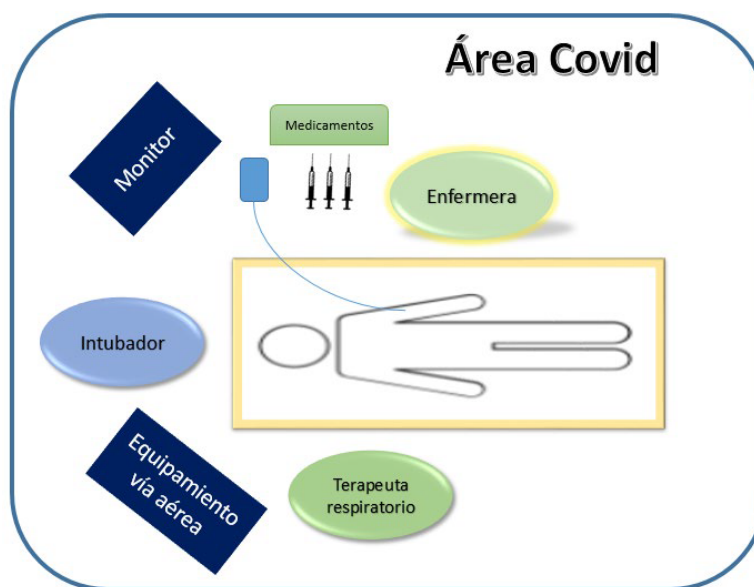 Área Covid
Monitor
Medicamentos
Enfermera
Intubador
Equipamiento
vía aérea
Terapeuta
respiratorio